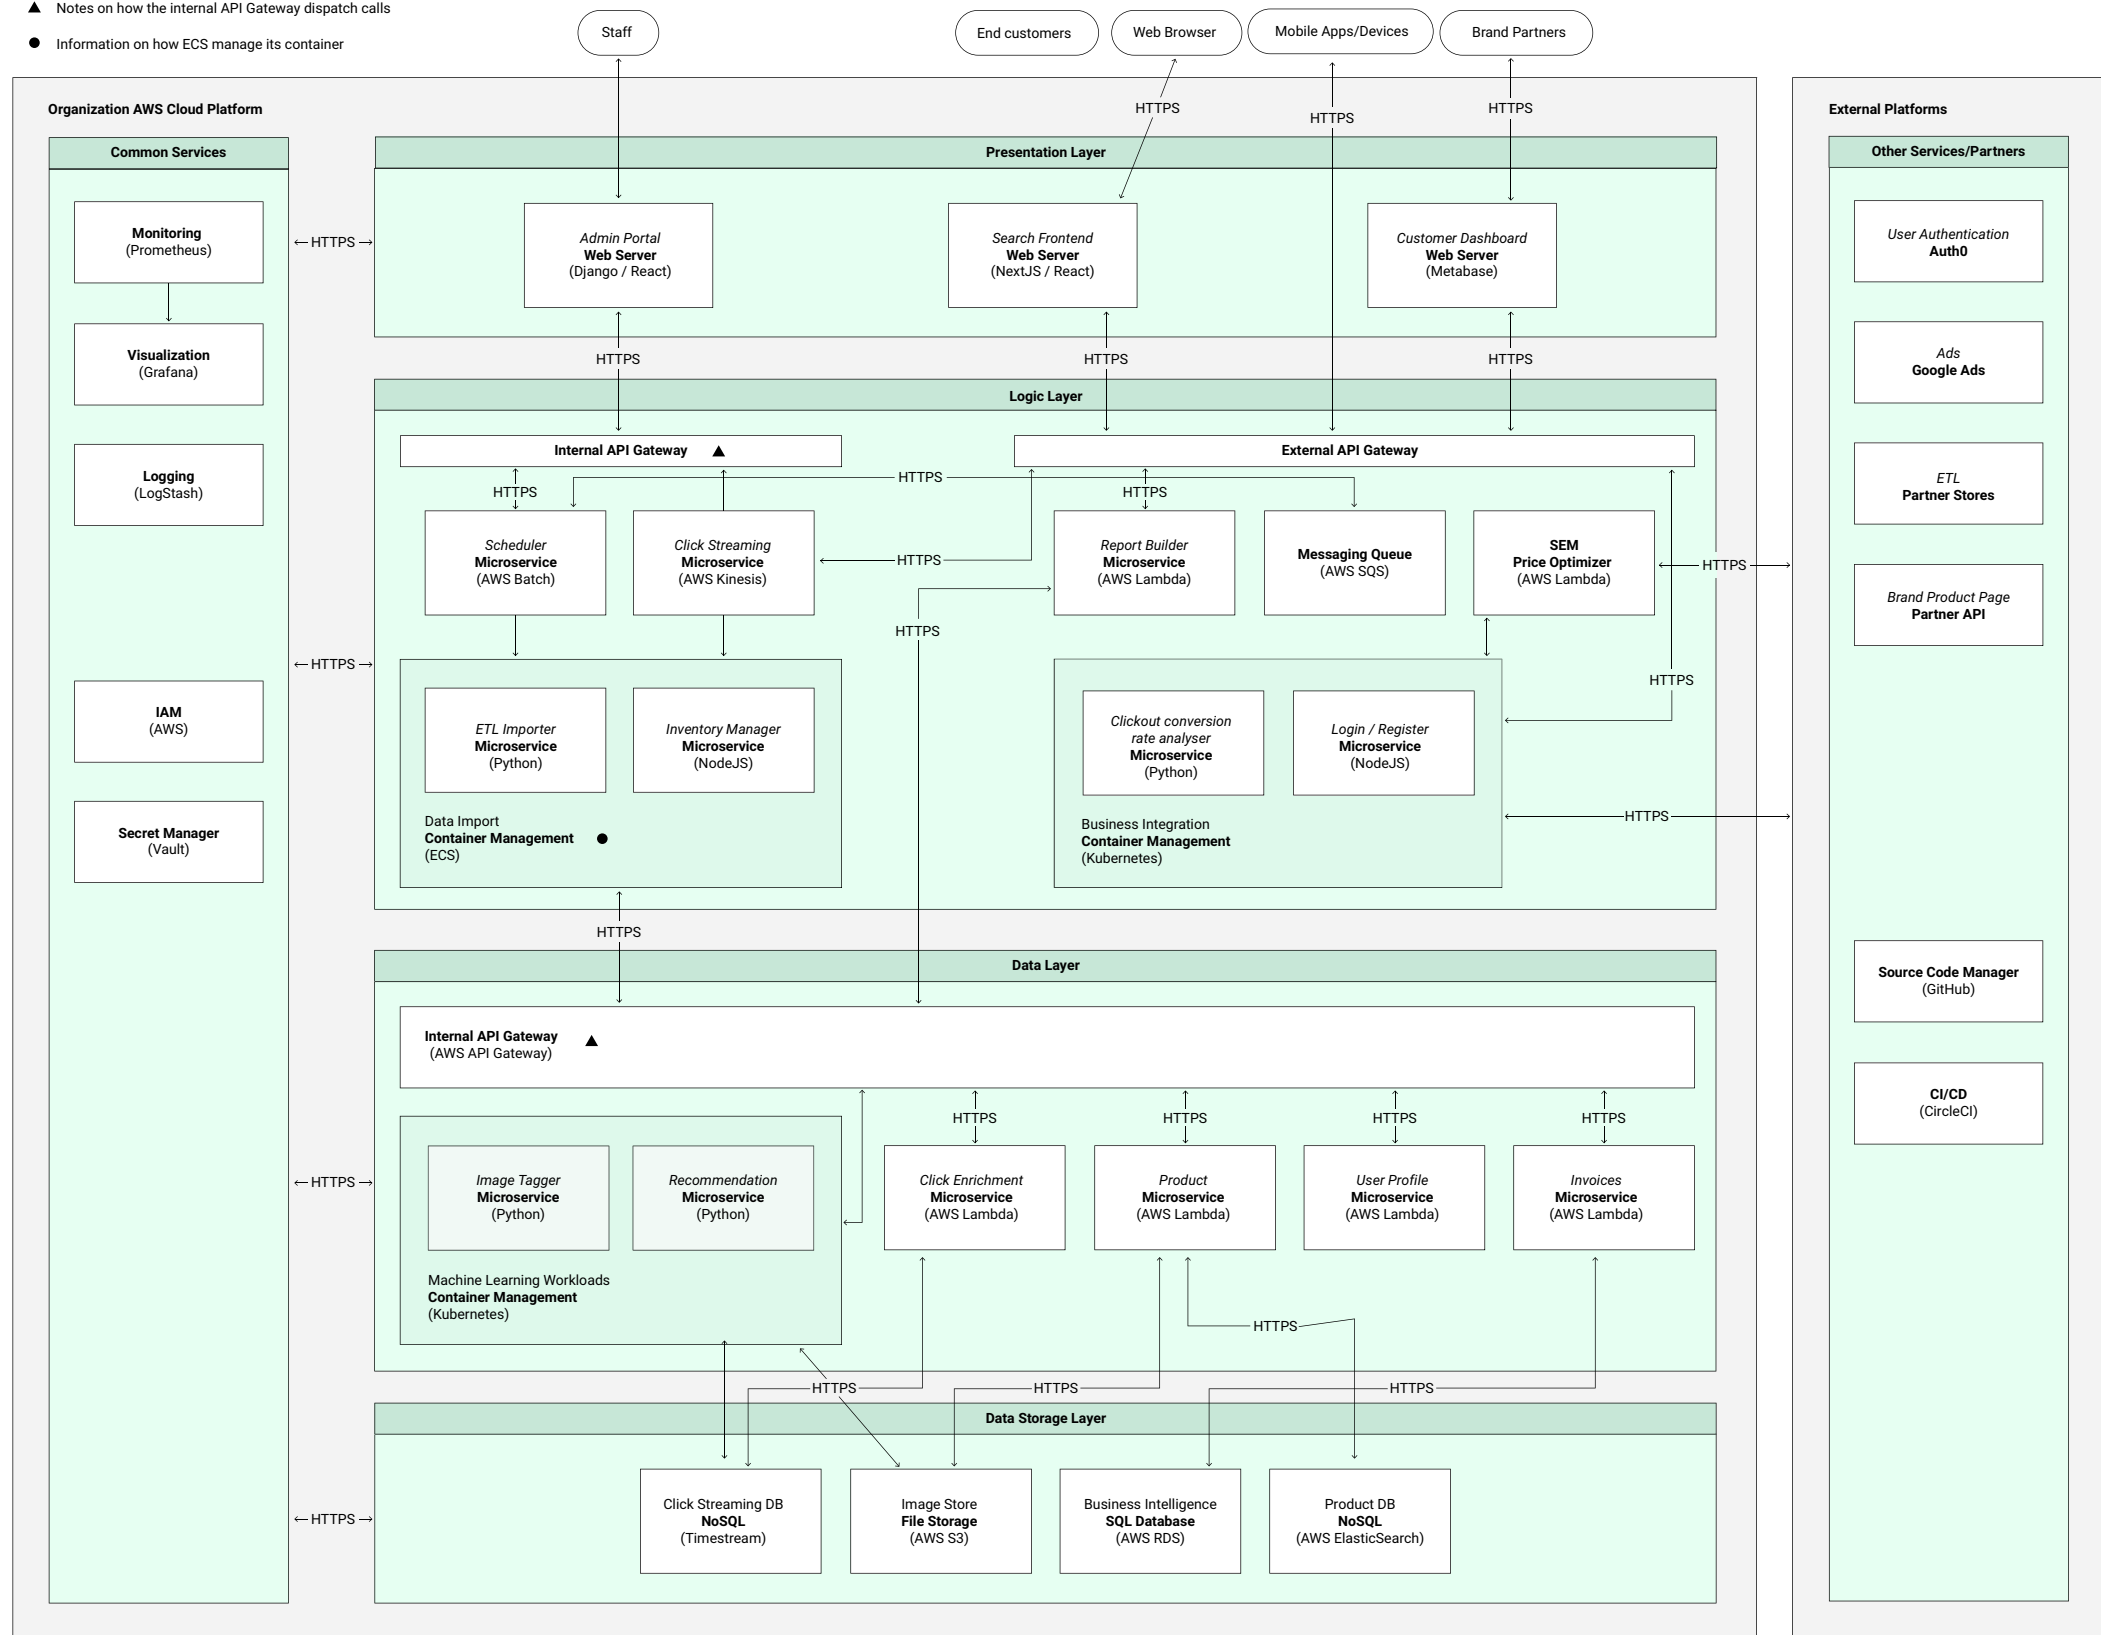 ▲ Notes on how the internal API Gateway dispatch calls
● Information on how ECS manage its container
Staff
End customers
Web Browser
Mobile Apps/Devices
Brand Partners
HTTPS
HTTPS
HTTPS
Organization AWS Cloud Platform
External Platforms
Common Services
Monitoring
(Prometheus)
Visualization
(Grafana)
Logging
(LogStash)
IAM
(AWS)
Secret Manager
(Vault)
HTTPS
HTTPS
HTTPS
HTTPS
Presentation Layer
Admin Portal
Web Server
(Django / React)
Search Frontend
Web Server
(NextJS / React)
Customer Dashboard
Web Server
(Metabase)
HTTPS
HTTPS
HTTPS
Logic Layer
Internal API Gateway ▲
External API Gateway
HTTPS
HTTPS
HTTPS
Scheduler
Microservice
(AWS Batch)
Click Streaming
Microservice
(AWS Kinesis)
HTTPS
Report Builder
Microservice
(AWS Lambda)
Messaging Queue
(AWS SQS)
SEM
Price Optimizer
(AWS Lambda)
HTTPS
HTTPS
HTTPS
ETL Importer
Microservice
(Python)
Inventory Manager
Microservice
(NodeJS)
Data Import
Container Management ●
(ECS)
Clickout conversion
rate analyser
Microservice
(Python)
Login / Register
Microservice
(NodeJS)
Business Integration
Container Management
(Kubernetes)
HTTPS
HTTPS
Data Layer
Internal API Gateway ▲
(AWS API Gateway)
HTTPS
HTTPS
HTTPS
HTTPS
Image Tagger
Microservice
(Python)
Recommendation
Microservice
(Python)
Machine Learning Workloads
Container Management
(Kubernetes)
Click Enrichment
Microservice
(AWS Lambda)
Product
Microservice
(AWS Lambda)
User Profile
Microservice
(AWS Lambda)
Invoices
Microservice
(AWS Lambda)
HTTPS
HTTPS
HTTPS
HTTPS
Data Storage Layer
Click Streaming DB
NoSQL
(Timestream)
Image Store
File Storage
(AWS S3)
Business Intelligence
SQL Database
(AWS RDS)
Product DB
NoSQL
(AWS ElasticSearch)
Other Services/Partners
User Authentication
Auth0
Ads
Google Ads
ETL
Partner Stores
Brand Product Page
Partner API
Source Code Manager
(GitHub)
CI/CD
(CircleCI)